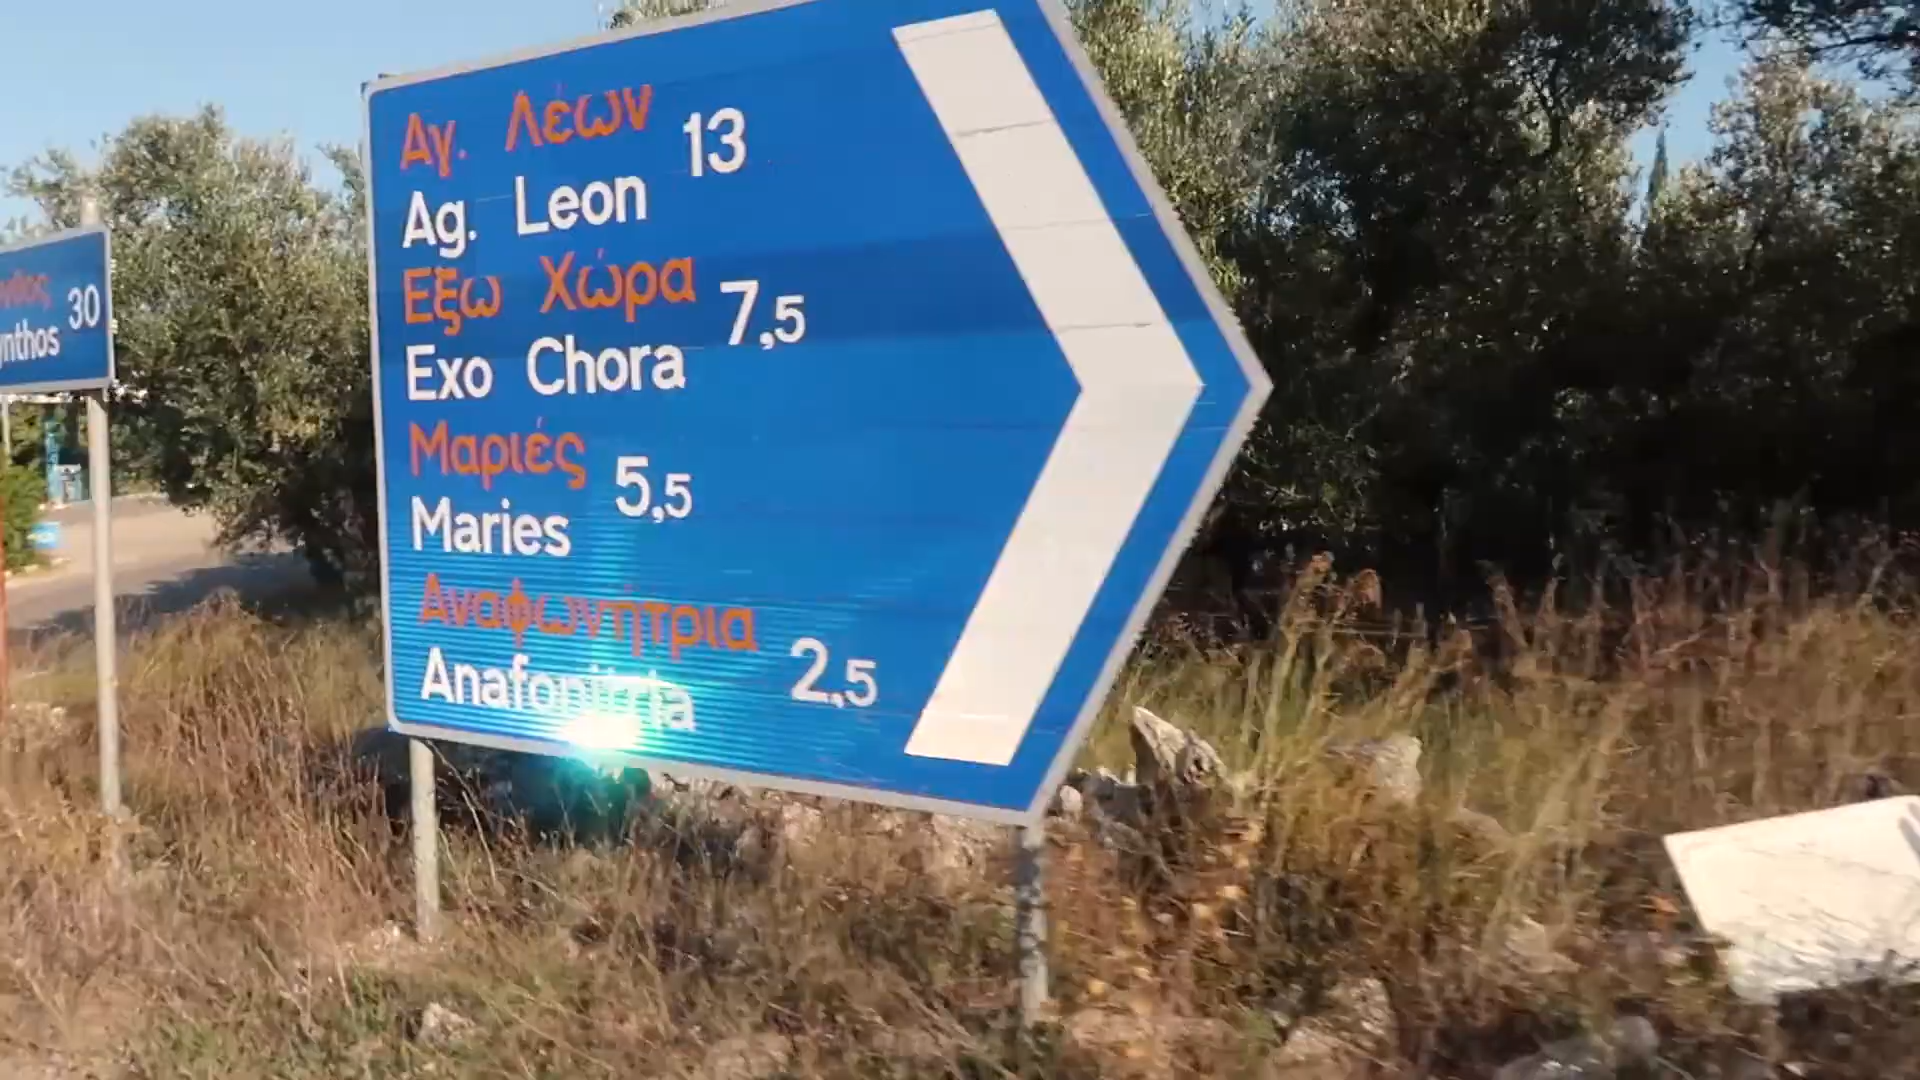 30
Αγ. Λέων
13
Ag. Leon
Εξω Χώρα
7,5
Exo Chora
Μαριές
5,5
Maries
Αναφωνήτρια
2,5
Anafonitria